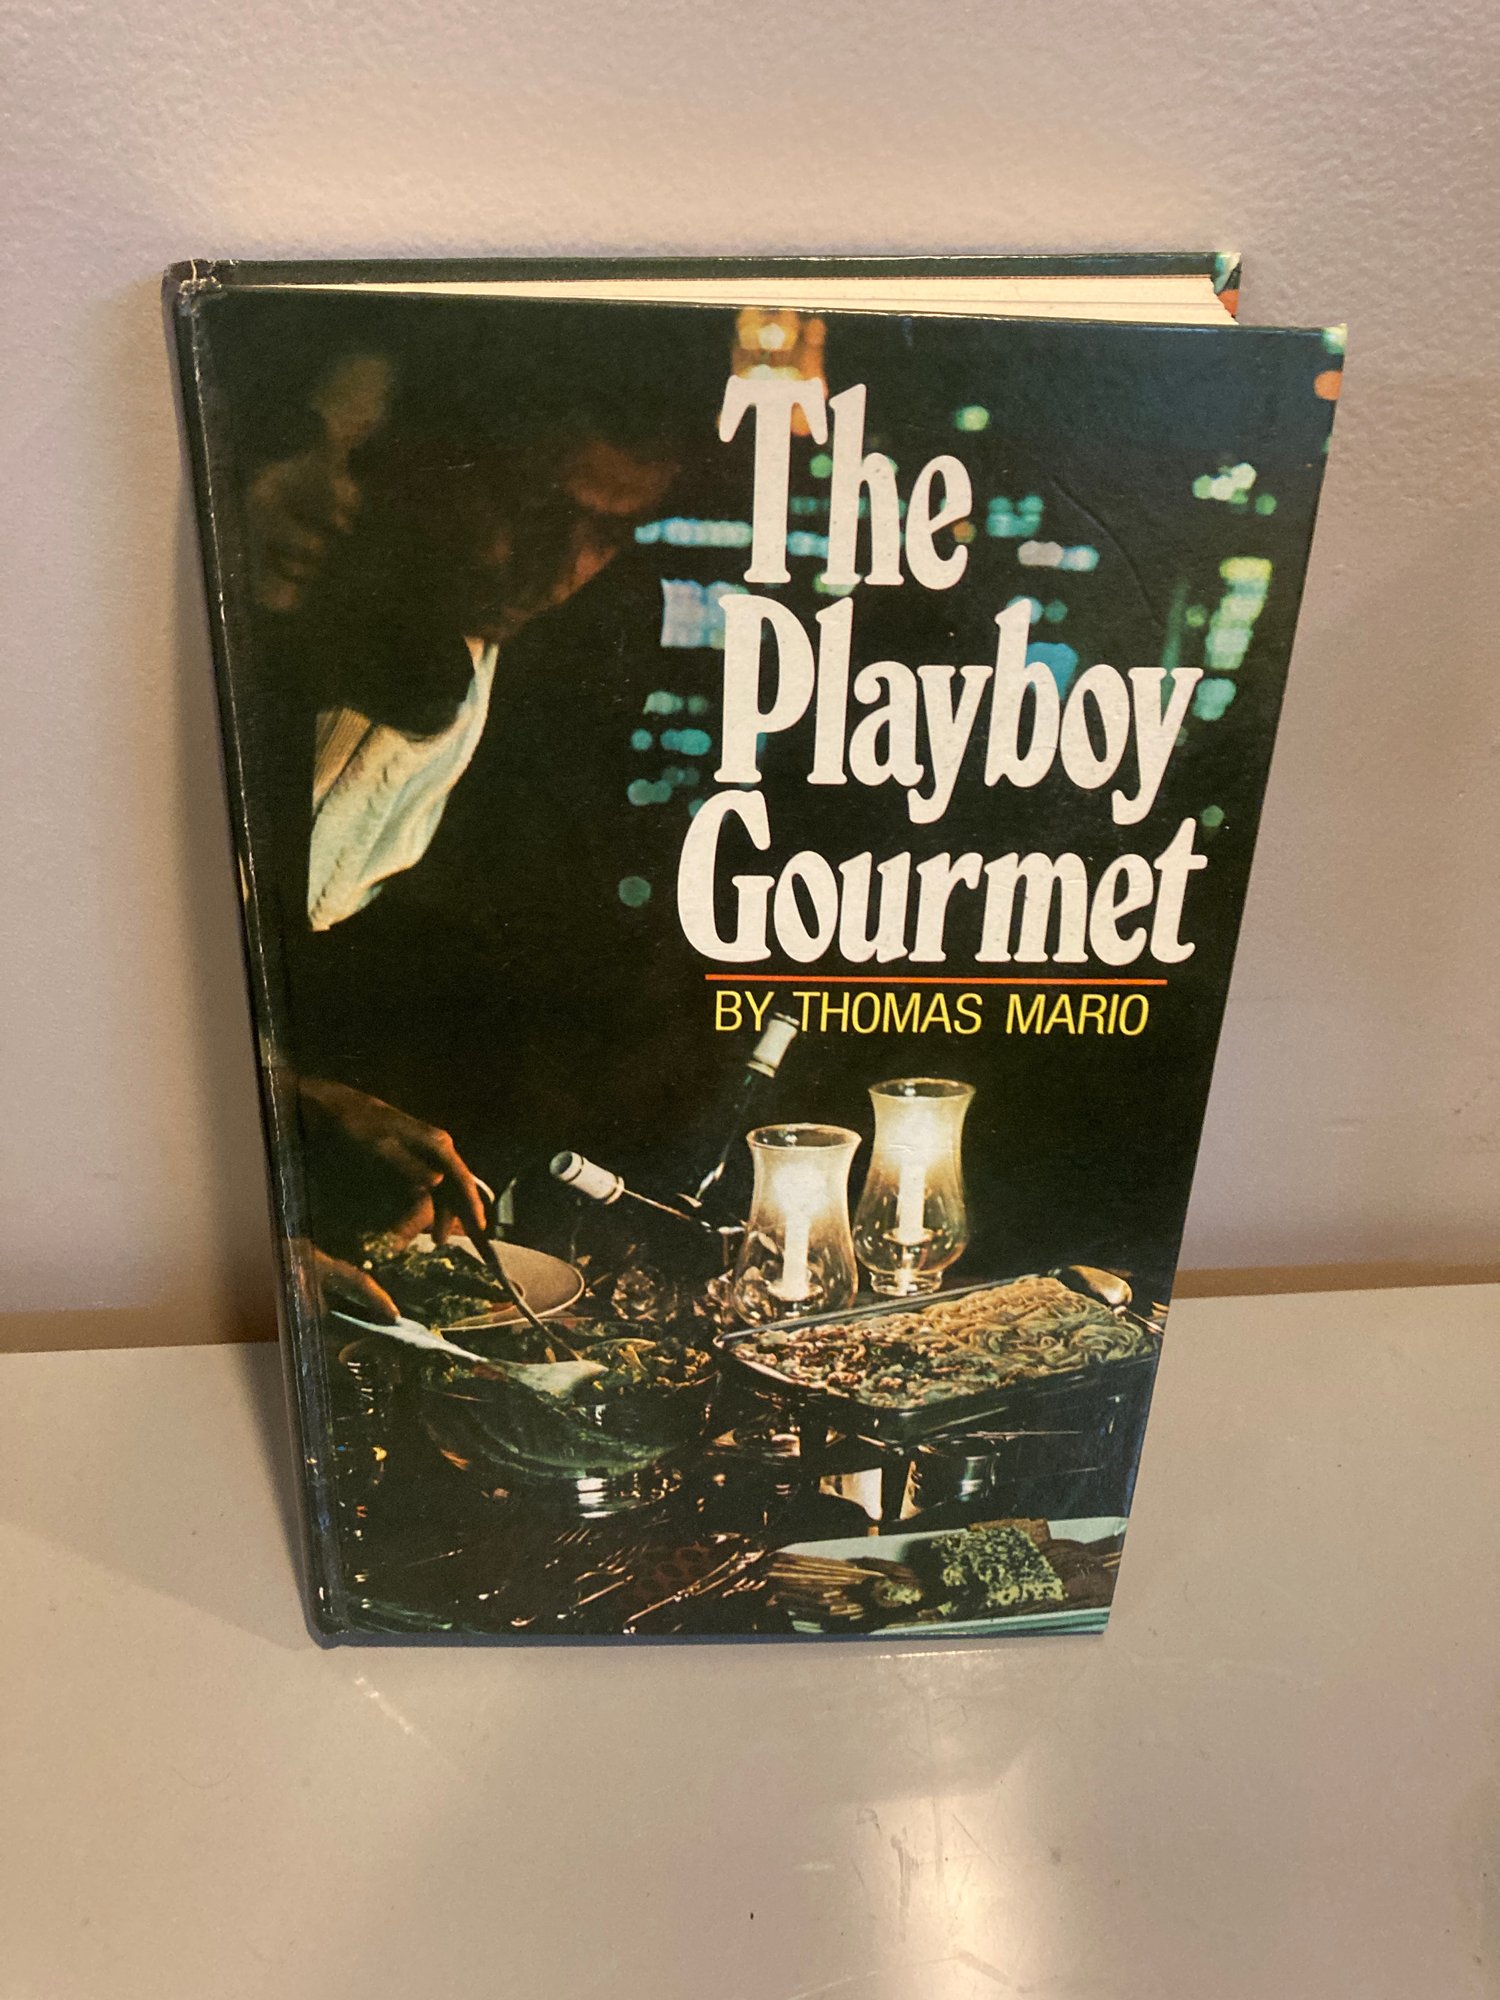 The
Playboy
Gourmet
BY THOMAS MARIO